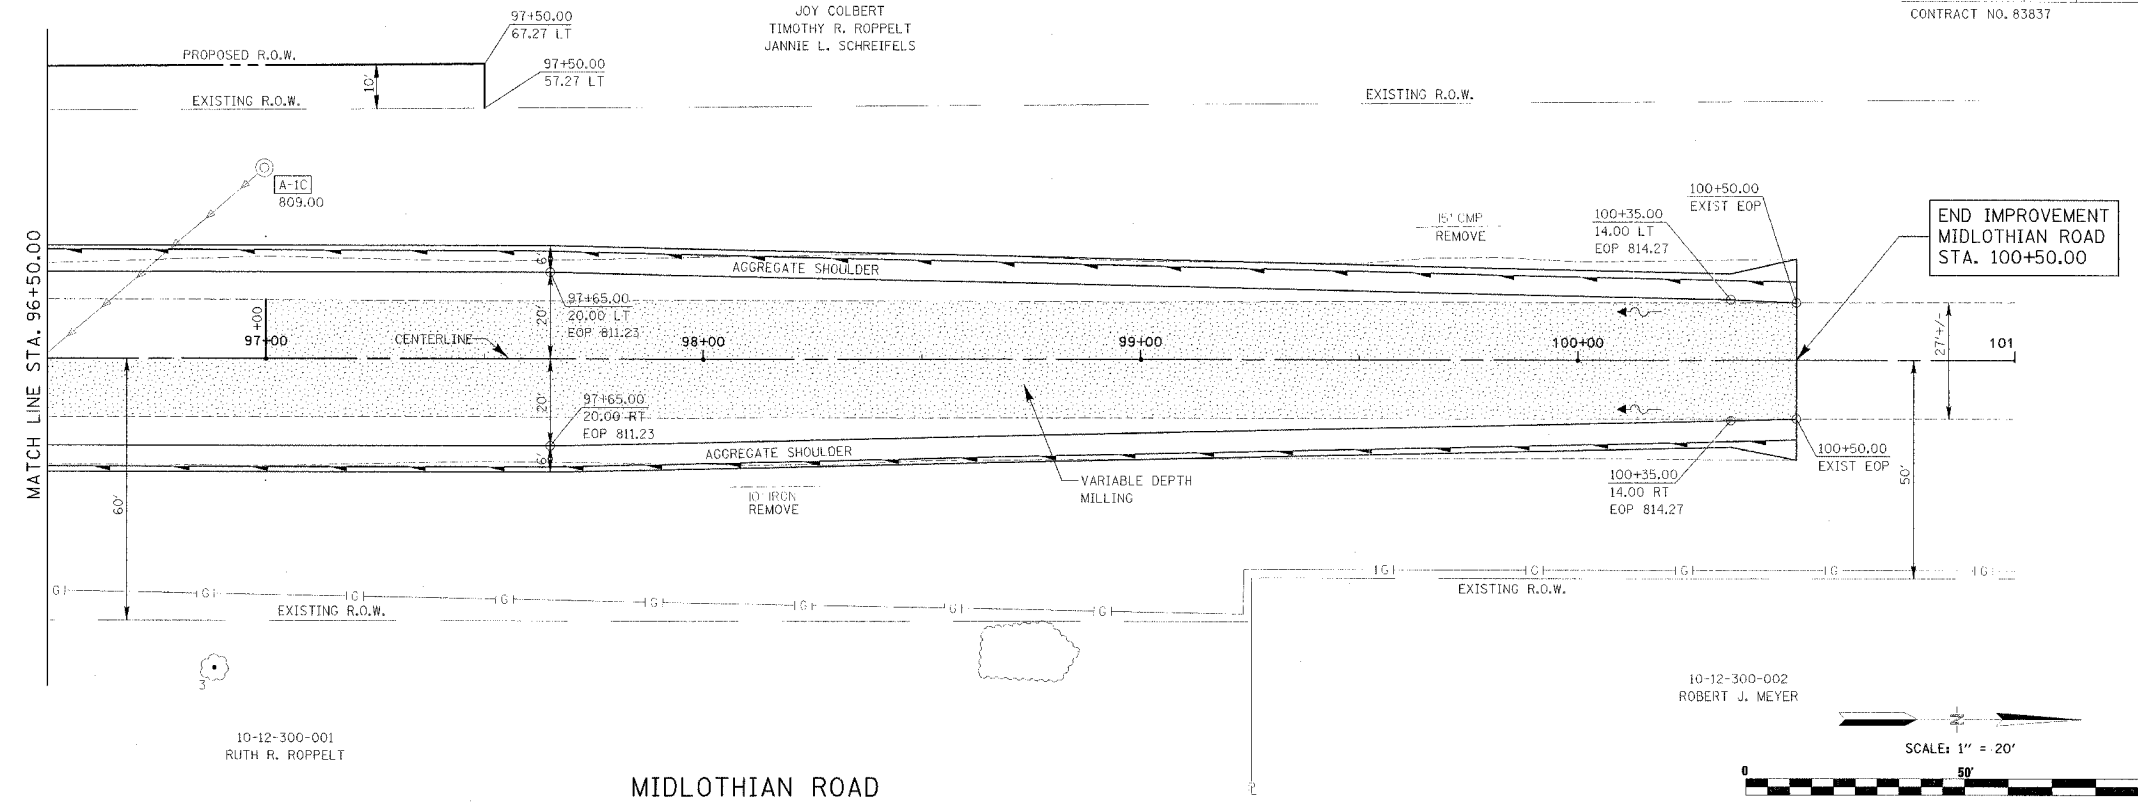 CONTRACT NO. 83837
JOY COLBERT
TIMOTHY R. ROPPELT
JANNIE L. SCHREIFELS
97+50.00
67.27 LT
97+50.00
57.27 LT
PROPOSED R.O.W.
10'
EXISTING R.O.W.
EXISTING R.O.W.
A-1C
809.00
15" CMP
REMOVE
100+35.00
14.00 LT
EOP 814.27
100+50.00
EXIST EOP
END IMPROVEMENT
MIDLOTHIAN ROAD
STA. 100+50.00
MATCH LINE STA. 96+50.00
6'
AGGREGATE SHOULDER
97+65.00
20.00 LT
EOP 811.23
20'
+00
97+00
CENTERLINE
98+00
99+00
100+00
101
27'+/-
20'
97+65.00
20.00 RT
EOP 811.23
6'
AGGREGATE SHOULDER
10" IRON
REMOVE
VARIABLE DEPTH
MILLING
100+35.00
14.00 RT
EOP 814.27
100+50.00
EXIST EOP
50'
60'
G G G G G G G G
G G G G G
EXISTING R.O.W.
EXISTING R.O.W.
3
10-12-300-001
RUTH R. ROPPELT
10-12-300-002
ROBERT J. MEYER
MIDLOTHIAN ROAD
Z
SCALE: 1" = 20'
0
50'